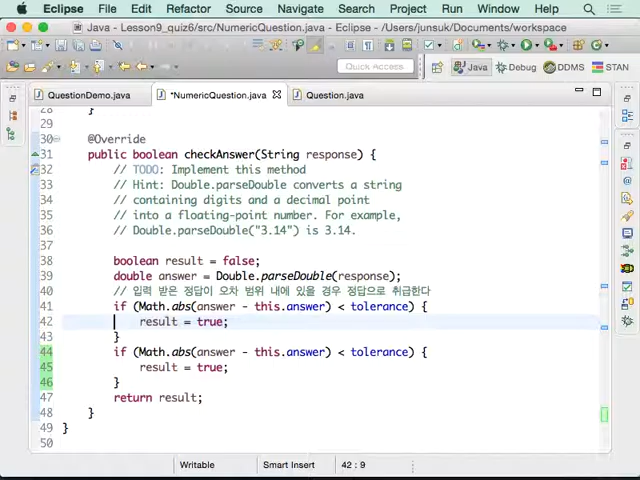 Eclipse File Edit Refactor Source Navigate Search Project Run Window Help
Java - Lesson9_quiz6/src/NumericQuestion.java - Eclipse - /Users/junsuk/Documents/workspace
Quick Access
Java
Debug
DDMS
STAN
QuestionDemo.java
*NumericQuestion.java
Question.java
28 }
29
30 @Override
31 public boolean checkAnswer(String response) {
32 // TODO: Implement this method
33 // Hint: Double.parseDouble converts a string
34 // containing digits and a decimal point
35 // into a floating-point number. For example,
36 // Double.parseDouble("3.14") is 3.14.
37
38 boolean result = false;
39 double answer = Double.parseDouble(response);
40 // 입력 받은 정답이 오차 범위 내에 있을 경우 정답으로 취급한다
41 if (Math.abs(answer - this.answer) < tolerance) {
42 result = true;
43 }
44 if (Math.abs(answer - this.answer) < tolerance) {
45 result = true;
46 }
47 return result;
48 }
49 }
50
Writable
Smart Insert
42 : 9